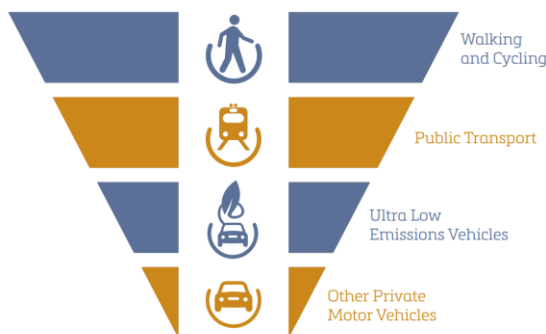 Walking
and Cycling
Public Transport
Ultra Low
Emissions Vehicles
Other Private
Motor Vehicles